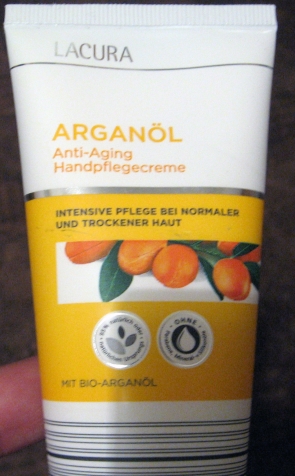 LACURA
ARGANÖL
Anti-Aging
Handpflegecreme
INTENSIVE PFLEGE BEI NORMALER
UND TROCKENER HAUT
OHNE
MIT BIO-ARGANÖL